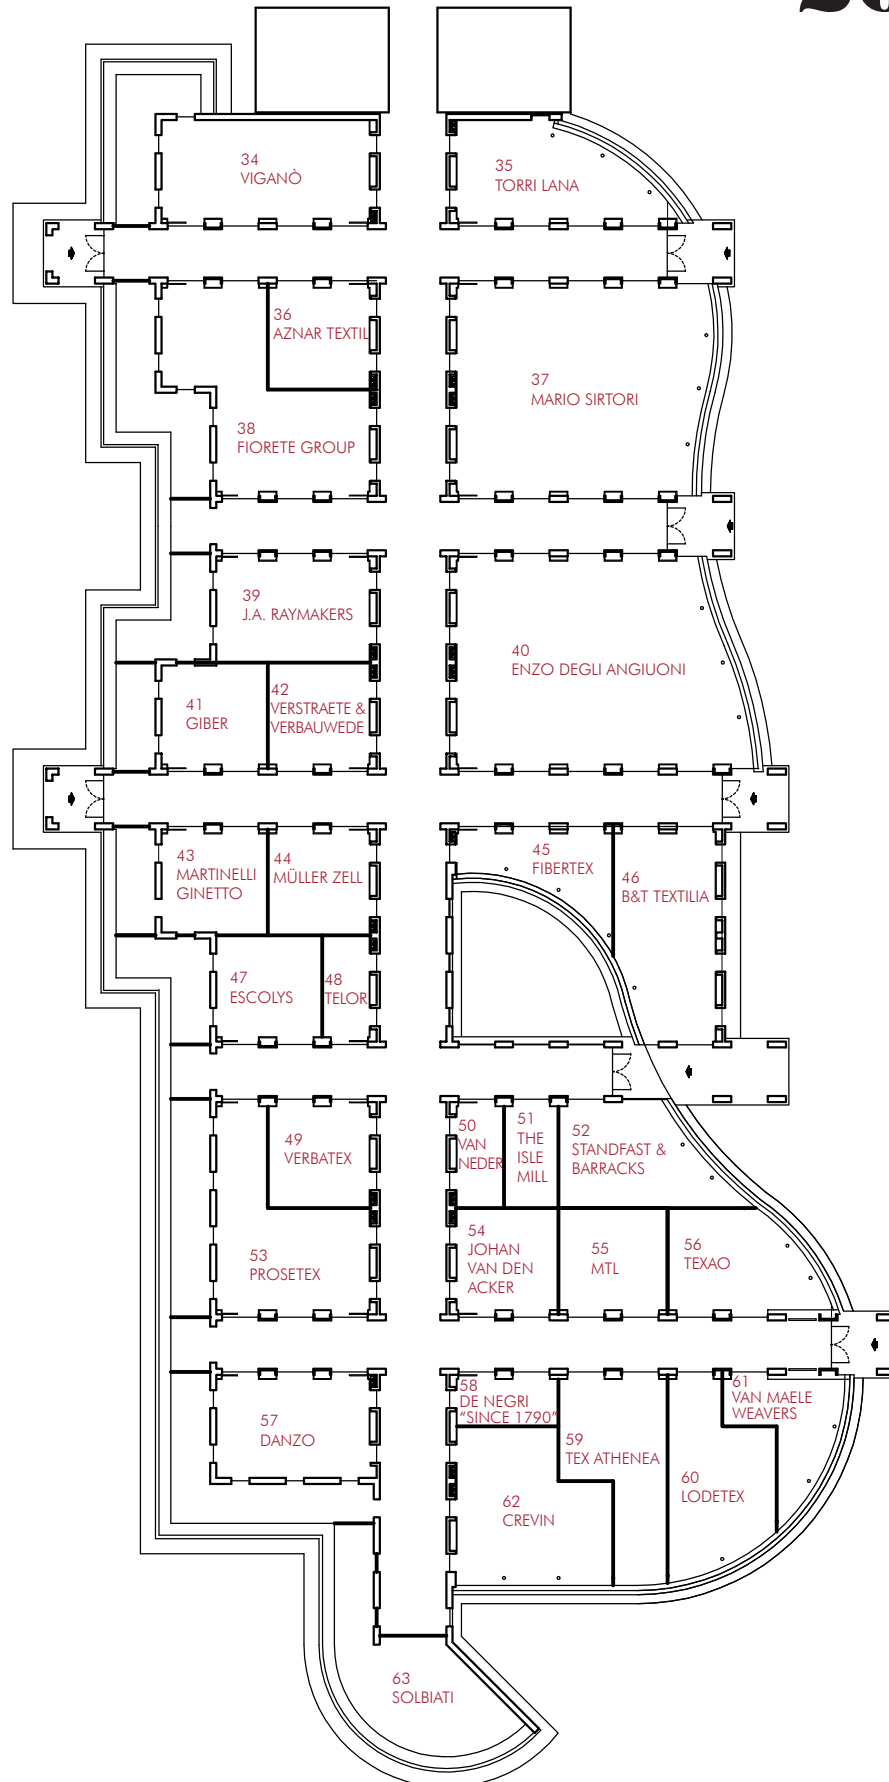 34
VIGANÒ
35
TORRI LANA
36
AZNAR TEXTIL
37
MARIO SIRTORI
38
FIORETE GROUP
39
J.A. RAYMAKERS
40
ENZO DEGLI ANGIUONI
41
GIBER
42
VERSTRAETE &
VERBAUWEDE
43
MARTINELLI
GINETTO
44
MÜLLER ZELL
45
FIBERTEX
46
B&T TEXTILIA
47
ESCOLYS
48
TELOR
49
VERBATEX
50
VAN
NEDER
51
THE
ISLE
MILL
52
STANDFAST &
BARRACKS
53
PROSETEX
54
JOHAN
VAN DEN
ACKER
55
MTL
56
TEXAO
57
DANZO
58
DE NEGRI
“SINCE 1790”
59
TEX ATHENEA
60
LODETEX
61
VAN MAELE
WEAVERS
62
CREVIN
63
SOLBIATI